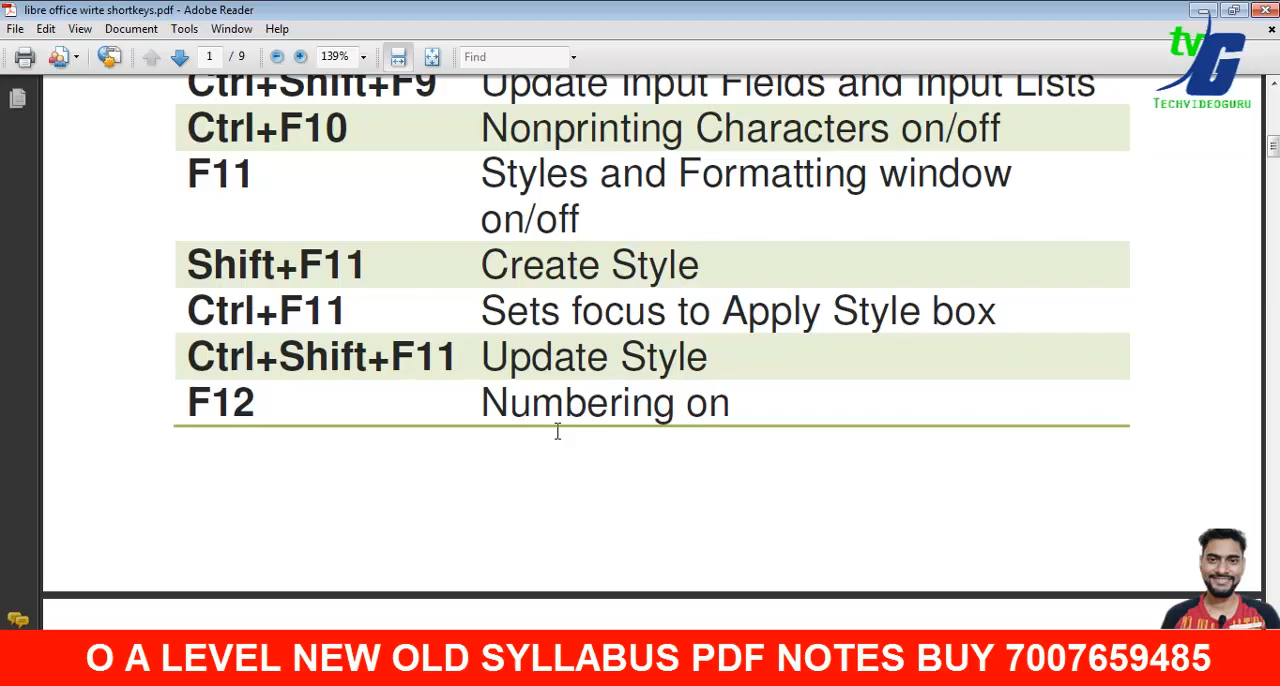 libre office wirte shortkeys.pdf - Adobe Reader
File Edit View Document Tools Window Help
1 / 9 139% Find
tv G
TECHVIDEOGURU
Ctrl+Shift+F9 Update Input Fields and Input Lists
Ctrl+F10 Nonprinting Characters on/off
F11 Styles and Formatting window
on/off
Shift+F11 Create Style
Ctrl+F11 Sets focus to Apply Style box
Ctrl+Shift+F11 Update Style
F12 Numbering on
O A LEVEL NEW OLD SYLLABUS PDF NOTES BUY 7007659485